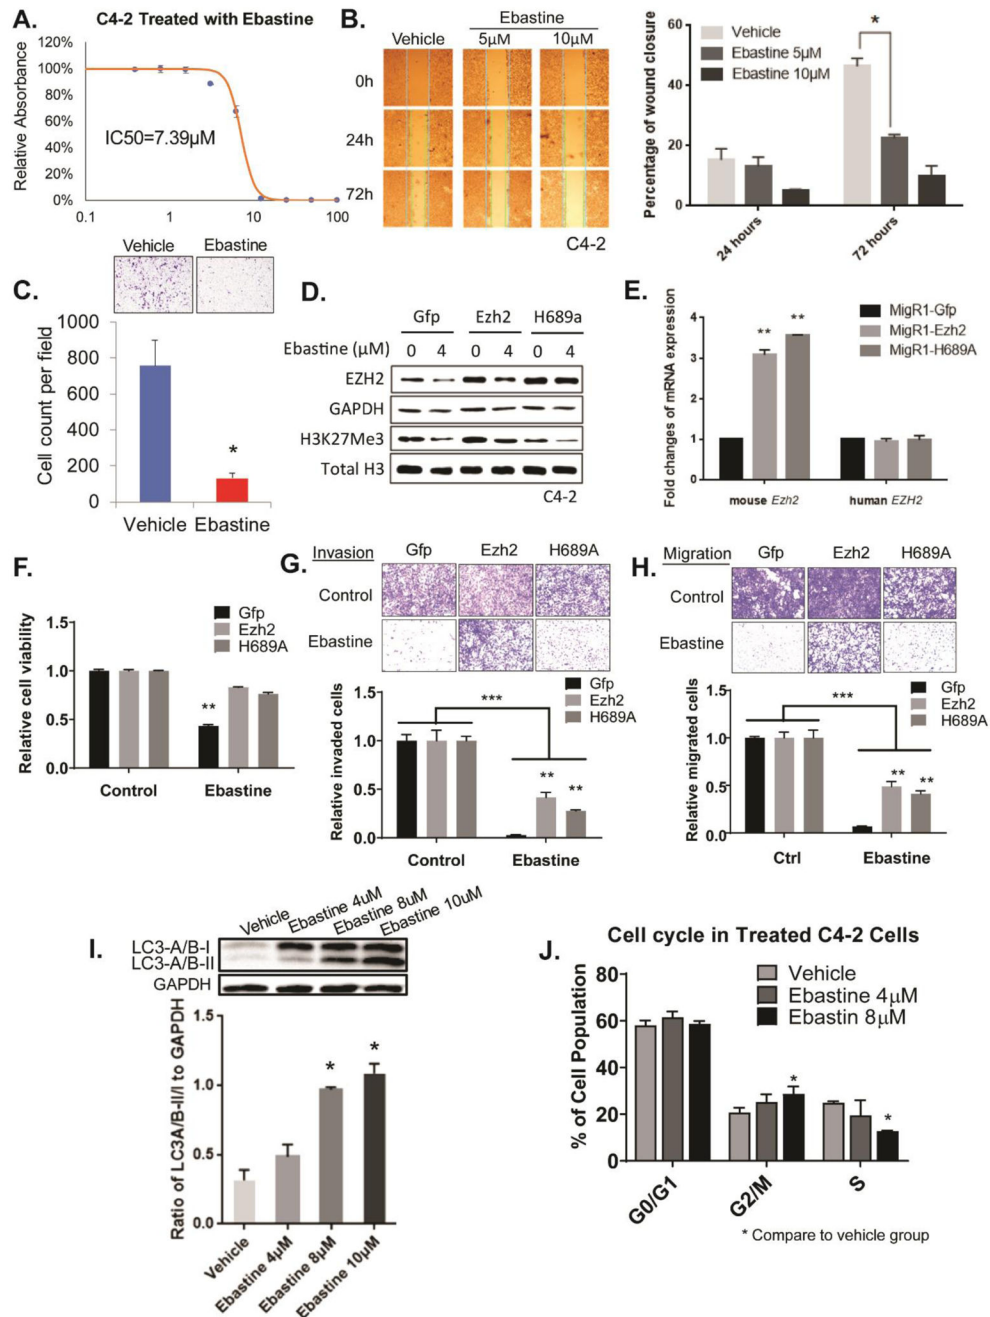 A.
C4-2 Treated with Ebastine
Relative Absorbance
120%
100%
80%
60%
40%
20%
0%
IC50=7.39µM
0.1
1
10
100
B.
Ebastine
Vehicle
5µM
10µM
0h
24h
72h
C4-2
Percentage of wound closure
60
40
20
0
Vehicle
Ebastine 5µM
Ebastine 10µM
*
24 hours
72 hours
C.
Vehicle
Ebastine
Cell count per field
1000
800
600
400
200
0
*
Vehicle
Ebastine
D.
Gfp
Ezh2
H689a
Ebastine (µM)
0
4
0
4
0
4
EZH2
GAPDH
H3K27Me3
Total H3
C4-2
E.
Fold changes of mRNA expression
4
3
2
1
0
**
**
MigR1-Gfp
MigR1-Ezh2
MigR1-H689A
mouse Ezh2
human EZH2
F.
Relative cell viability
1.5
1.0
0.5
0.0
Gfp
Ezh2
H689A
**
Control
Ebastine
G.
Invasion
Gfp
Ezh2
H689A
Control
Ebastine
Relative invaded cells
1.5
1.0
0.5
0.0
***
Gfp
Ezh2
H689A
**
**
Control
Ebastine
H.
Migration
Gfp
Ezh2
H689A
Control
Ebastine
Relative migrated cells
1.5
1.0
0.5
0.0
***
Gfp
Ezh2
H689A
**
**
Ctrl
Ebastine
I.
Vehicle
Ebastine 4uM
Ebastine 8uM
Ebastine 10uM
LC3-A/B-I
LC3-A/B-II
GAPDH
Ratio of LC3A/B-II/I to GAPDH
1.5
1.0
0.5
0.0
*
*
Vehicle
Ebastine 4µM
Ebastine 8µM
Ebastine 10µM
J.
Cell cycle in Treated C4-2 Cells
% of Cell Population
80
60
40
20
0
Vehicle
Ebastine 4µM
Ebastin 8µM
*
*
G0/G1
G2/M
S
* Compare to vehicle group